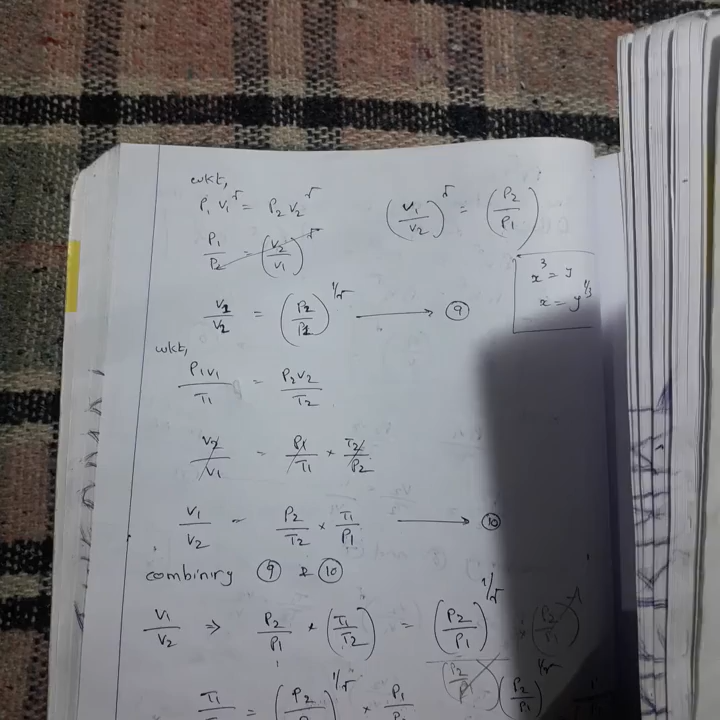 wkt,
P₁ V₁^γ = P₂ V₂^γ
(V₁/V₂)^γ = (P₂/P₁)
P₁/P₂ = (V₂/V₁)^γ
x³ = y
x = y^1/3
V₁/V₂ = (P₂/P₁)^1/γ → ⑨
wkt,
P₁V₁/T₁ = P₂V₂/T₂
V₂/V₁ = P₁/T₁ × T₂/P₂
V₁/V₂ = P₂/T₂ × T₁/P₁ → ⑩
combining ⑨ & ⑩
V₁/V₂ ⇒ P₂/P₁ × (T₁/T₂) = (P₂/P₁)^1/γ
T₁ = (P₂)^1/γ × P₁ (P₂/P₁)^1/γ